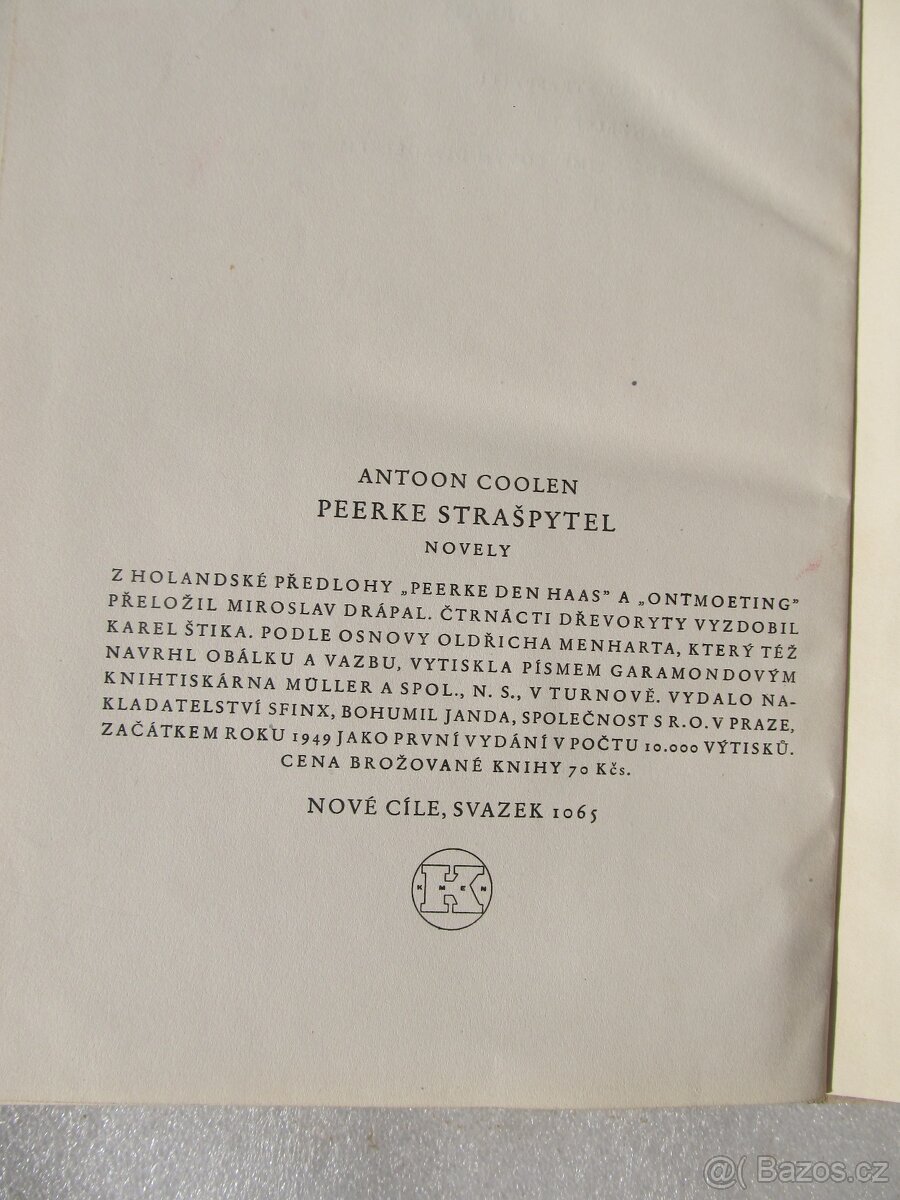 ANTOON COOLEN
PEERKE STRAŠPYTEL
NOVELY
Z HOLANDSKÉ PŘEDLOHY „PEERKE DEN HAAS” A „ONTMOETING”
PŘELOŽIL MIROSLAV DRÁPAL. ČTRNÁCTI DŘEVORYTY VYZDOBIL
KAREL ŠTIKA. PODLE OSNOVY OLDŘICHA MENHARTA, KTERÝ TÉŽ
NAVRHL OBÁLKU A VAZBU, VYTISKLA PÍSMEM GARAMONDOVÝM
KNIHTISKÁRNA MÜLLER A SPOL., N. S., V TURNOVĚ. VYDALO NA-
KLADATELSTVÍ SFINX, BOHUMIL JANDA, SPOLEČNOST S R. O. V PRAZE,
ZAČÁTKEM ROKU 1949 JAKO PRVNÍ VYDÁNÍ V POČTU 10.000 VÝTISKŮ.
CENA BROŽOVANÉ KNIHY 70 Kčs.
NOVÉ CÍLE, SVAZEK 1065
K
KMEN
@( Bazos.cz